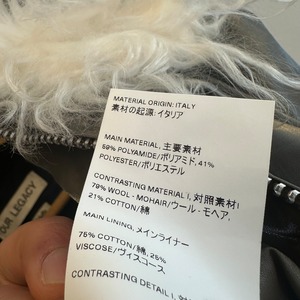 MATERIAL ORIGIN: ITALY
素材の起源: イタリア
MAIN MATERIAL, 主要素材
59% POLYAMIDE/ポリアミド, 41%
POLYESTER/ポリエステル
CONTRASTING MATERIAL I, 対照素材I
79% WOOL - MOHAIR/ウール - モヘア,
21% COTTON/綿
MAIN LINING, メインライナー
75% COTTON/綿, 25%
VISCOSE/ヴィスコース
CONTRASTING DETAIL I, 対
OUR LEGACY